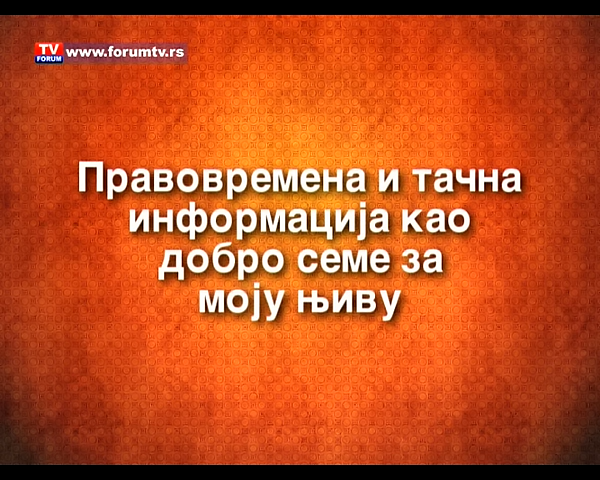 TV FORUM www.forumtv.rs
Правовремена и тачна
информација као
добро семе за
моју њиву